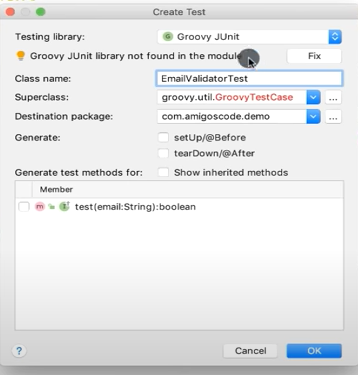 Create Test
Testing library: Groovy JUnit
Groovy JUnit library not found in the module Fix
Class name: EmailValidatorTest
Superclass: groovy.util.GroovyTestCase ...
Destination package: com.amigoscode.demo ...
Generate: setUp/@Before
tearDown/@After
Generate test methods for: Show inherited methods
Member
m test(email:String):boolean
? Cancel OK